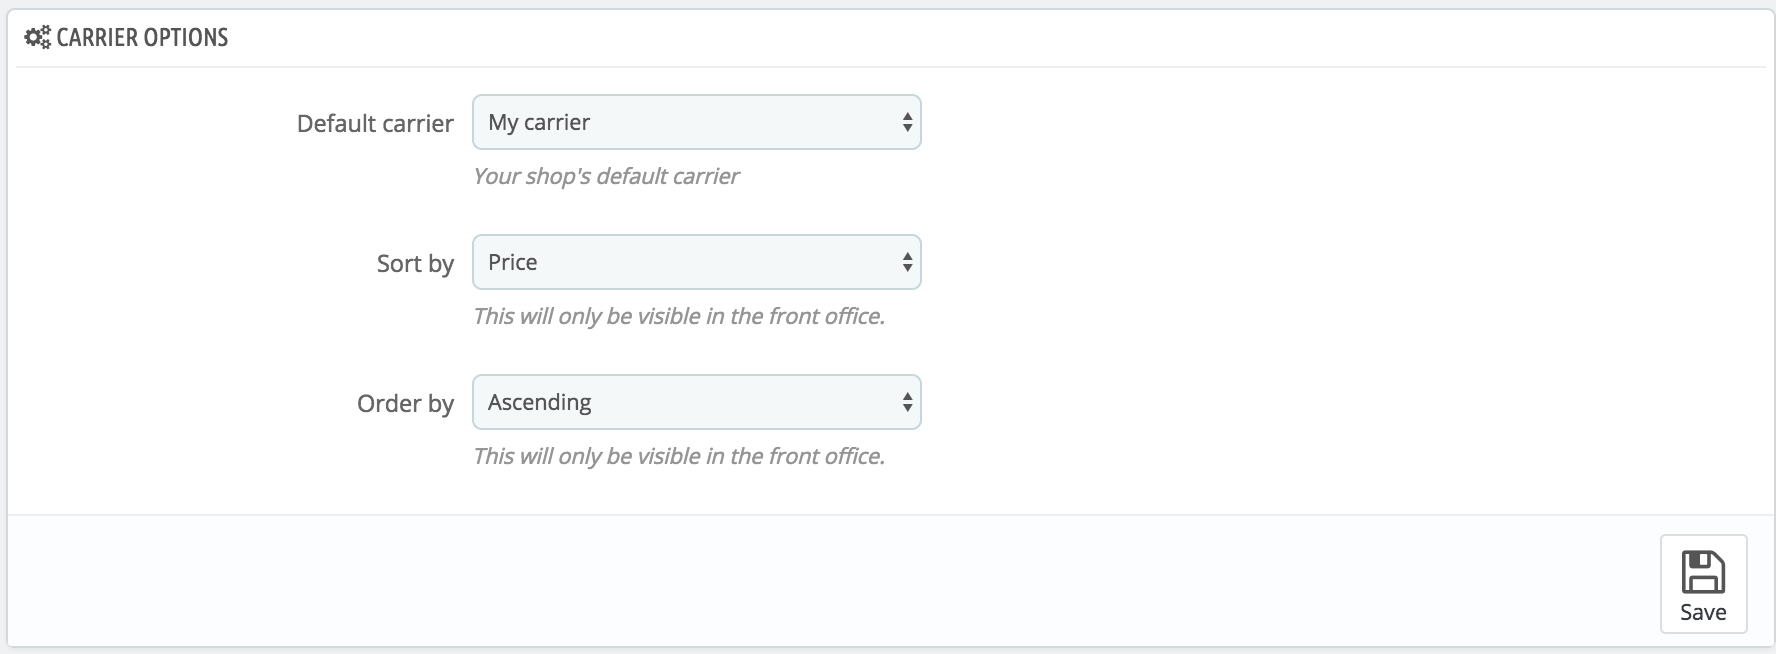 CARRIER OPTIONS
Default carrier My carrier
Your shop's default carrier
Sort by Price
This will only be visible in the front office.
Order by Ascending
This will only be visible in the front office.
Save